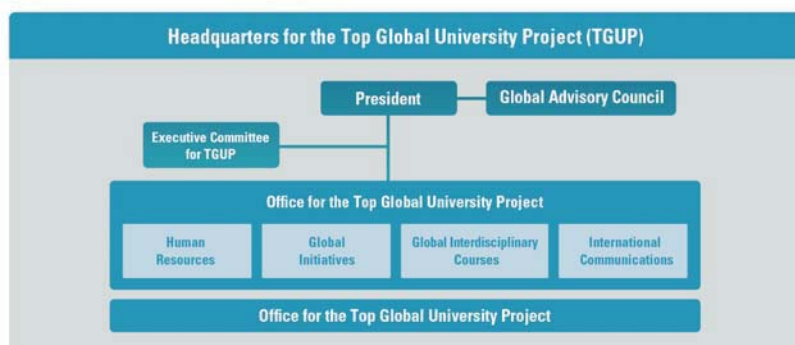 Headquarters for the Top Global University Project (TGUP)
President
Global Advisory Council
Executive Committee
for TGUP
Office for the Top Global University Project
Human
Resources
Global
Initiatives
Global Interdisciplinary
Courses
International
Communications
Office for the Top Global University Project